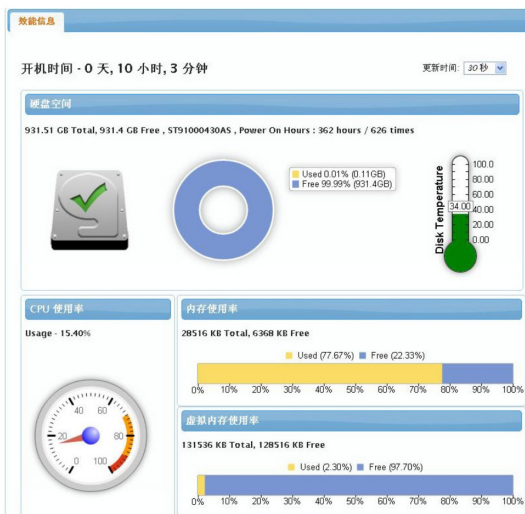 效能信息
开机时间 - 0 天, 10 小时, 3 分钟
更新时间: 30 秒
硬盘空间
931.51 GB Total, 931.4 GB Free , ST91000430AS , Power On Hours : 362 hours / 626 times
Used 0.01% (0.11GB)
Free 99.99% (931.4GB)
Disk Temperature
100.0
80.00
60.00
34.00
40.00
20.00
0.00
CPU 使用率
Usage - 15.40%
40 60
20 80
0 100
内存使用率
28516 KB Total, 6368 KB Free
Used (77.67%) Free (22.33%)
0% 10% 20% 30% 40% 50% 60% 70% 80% 90% 100%
虚拟内存使用率
131536 KB Total, 128516 KB Free
Used (2.30%) Free (97.70%)
0% 10% 20% 30% 40% 50% 60% 70% 80% 90% 100%